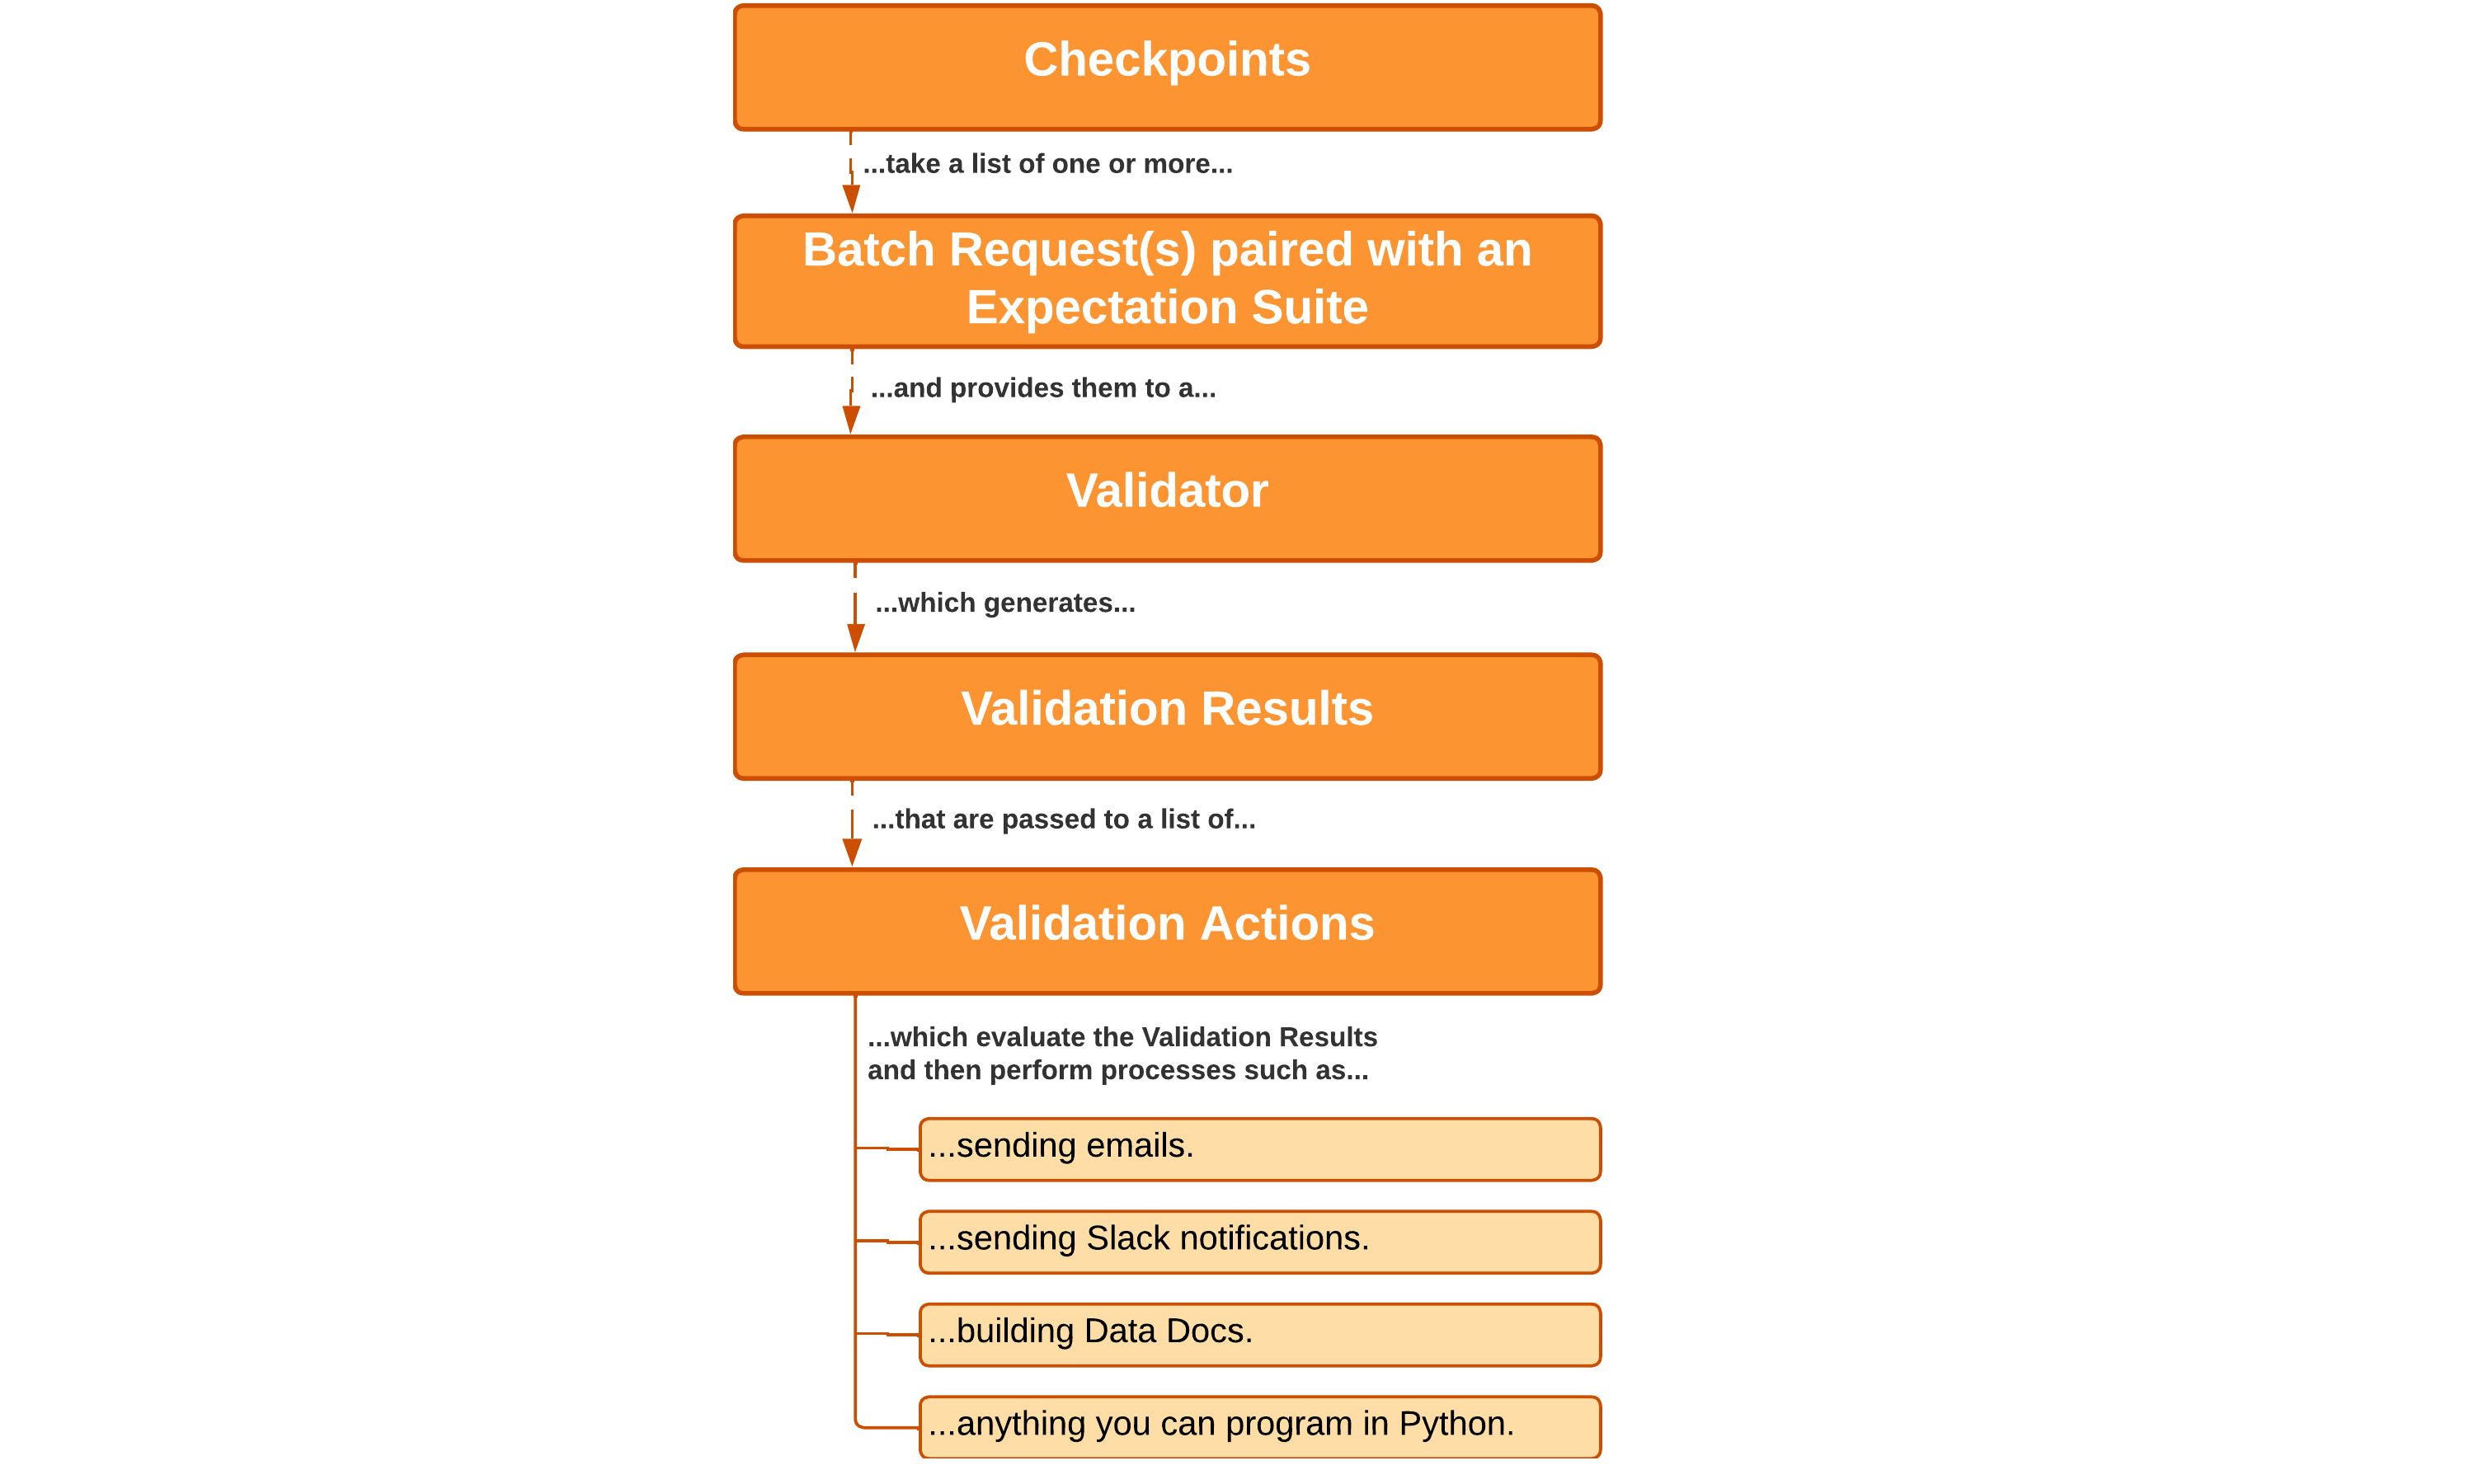 Checkpoints
...take a list of one or more...
Batch Request(s) paired with an
Expectation Suite
...and provides them to a...
Validator
...which generates...
Validation Results
...that are passed to a list of...
Validation Actions
...which evaluate the Validation Results
and then perform processes such as...
...sending emails.
...sending Slack notifications.
...building Data Docs.
...anything you can program in Python.